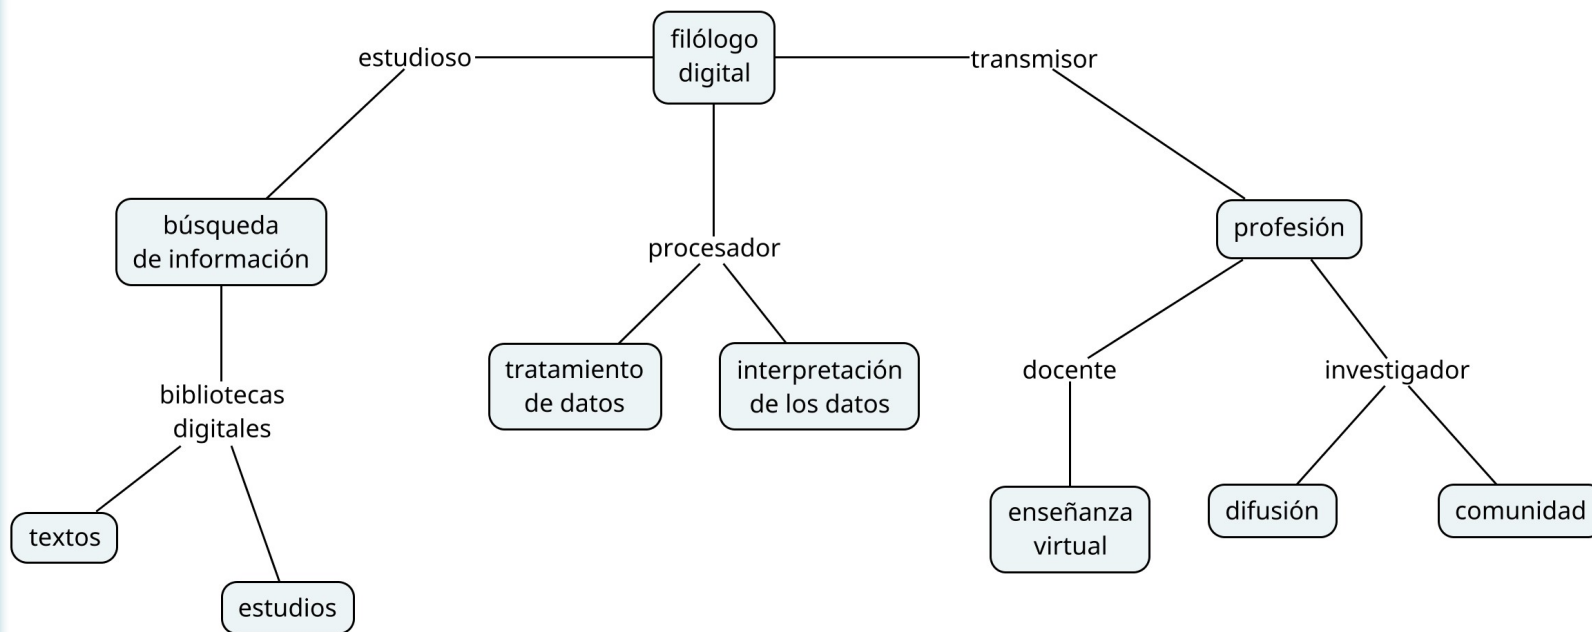 filólogo
digital
estudioso
transmisor
búsqueda
de información
procesador
profesión
tratamiento
de datos
interpretación
de los datos
docente
investigador
bibliotecas
digitales
textos
estudios
enseñanza
virtual
difusión
comunidad